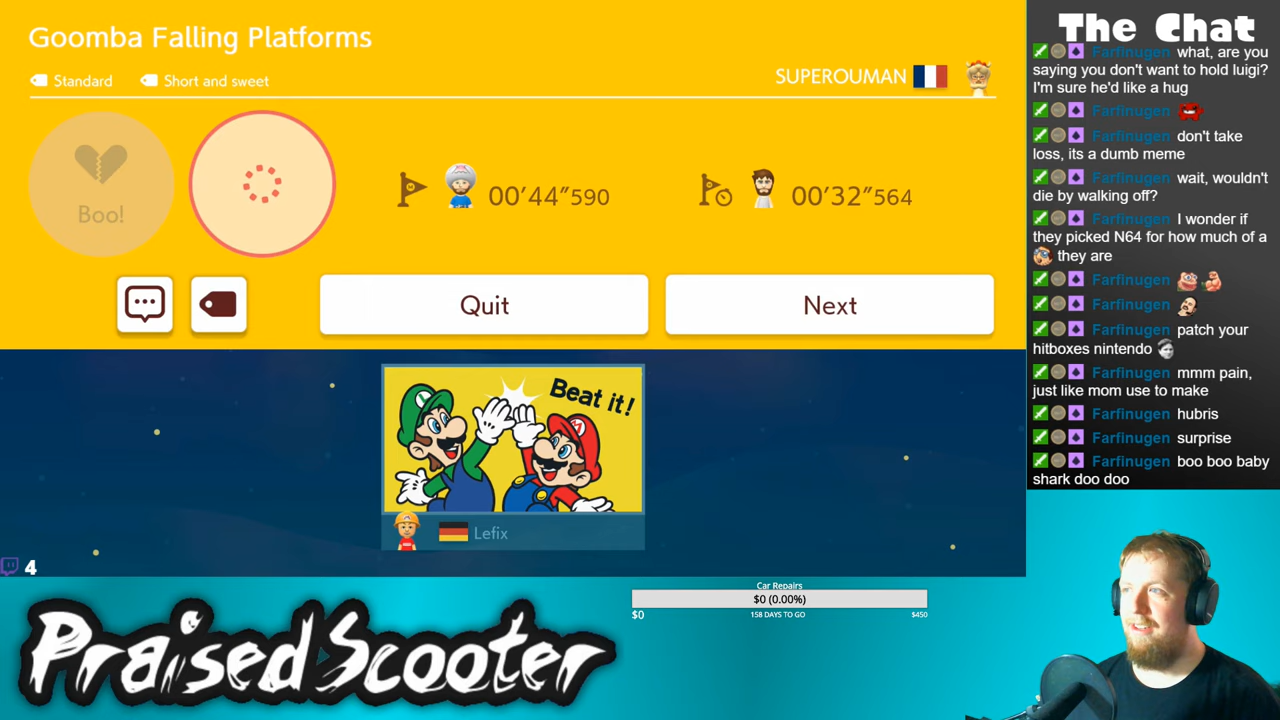 Goomba Falling Platforms
Standard Short and sweet
SUPEROUMAN
Boo!
00'44"590
00'32"564
Quit
Next
Beat it!
Lefix
4
PraisedScooter
Car Repairs
$0 (0.00%)
$0 158 DAYS TO GO $450
The Chat
Farfinugen what, are you
saying you don't want to hold luigi?
I'm sure he'd like a hug
Farfinugen
Farfinugen don't take
loss, its a dumb meme
Farfinugen wait, wouldn't
die by walking off?
Farfinugen I wonder if
they picked N64 for how much of a
they are
Farfinugen
Farfinugen
Farfinugen patch your
hitboxes nintendo
Farfinugen mmm pain,
just like mom use to make
Farfinugen hubris
Farfinugen surprise
Farfinugen boo boo baby
shark doo doo